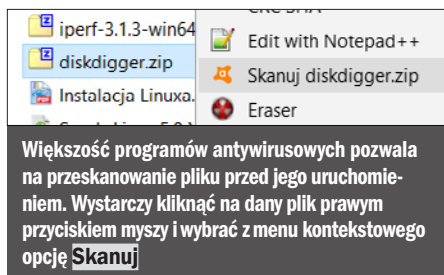 iperf-3.1.3-win64
diskdigger.zip
Instalacja Linuxa.
Edit with Notepad++
Skanuj diskdigger.zip
Eraser
Większość programów antywirusowych pozwala
na przeskanowanie pliku przed jego uruchomie-
niem. Wystarczy kliknąć na dany plik prawym
przyciskiem myszy i wybrać z menu kontekstowego
opcję Skanuj